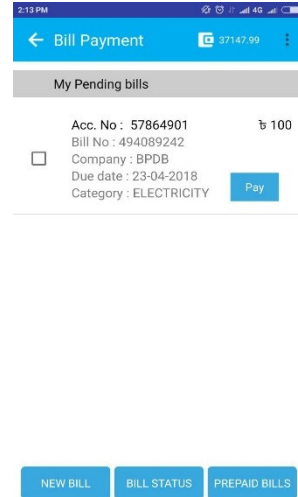 2:13 PM 4G
Bill Payment 37147.99
My Pending bills
Acc. No : 57864901 ৳ 100
Bill No : 494089242
Company : BPDB
Due date : 23-04-2018
Category : ELECTRICITY
Pay
NEW BILL BILL STATUS PREPAID BILLS